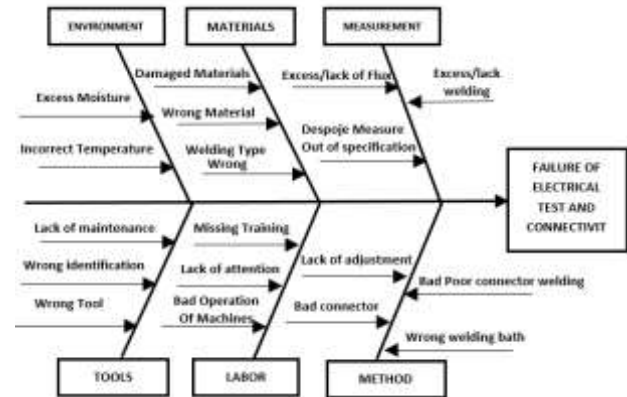 ENVIRONMENT
MATERIALS
MEASUREMENT
Damaged Materials
Excess/lack of Flux
Excess/lack
welding
Excess Moisture
Wrong Material
Despoje Measure
Out of specification
Incorrect Temperature
Welding Type
Wrong
FAILURE OF
ELECTRICAL
TEST AND
CONNECTIVIT
Lack of maintenance
Missing Training
Wrong identification
Lack of attention
Lack of adjustment
Bad Poor connector welding
Wrong Tool
Bad Operation
Of Machines
Bad connector
Wrong welding bath
TOOLS
LABOR
METHOD